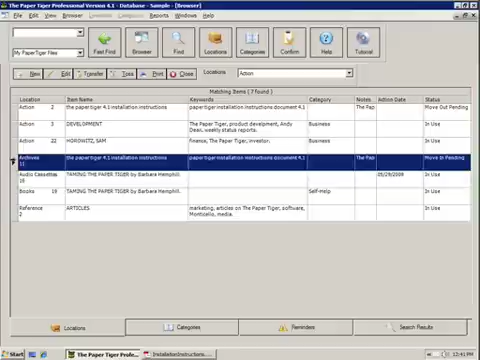 The Paper Tiger Professional Version 4.1 - Database - Sample - [Browser]
File Edit View Browser Locations Categories Reports Windows Help
My PaperTiger Files
Fast Find Browser Find Locations Categories Confirm Help Tutorial
New Edit Transfer Toss Print Close Locations Action
Matching Items ( 7 Found )
Location Item Name Keywords Category Notes Action Date Status
Action 2 the paper tiger 4.1 installation instructions paper tiger installation instructions document 4.1 The Pap Move Out Pending
Action 3 DEVELOPMENT The Paper Tiger, product develpment, Andy Business In Use
Dean, weekly status reports.
Action 22 HOROWITZ, SAM finance, The Paper Tiger, investor. Business In Use
Archives the paper tiger 4.1 installation instructions paper tiger installation instructions document 4.1 The Pap Move In Pending
11
Audio Cassettes TAMING THE PAPER TIGER by Barbara Hemphill. 05/29/2009 In Use
16
Books 19 TAMING THE PAPER TIGER by Barbara Hemphill. Self-Help In Use
Reference ARTICLES. marketing, articles on The Paper Tiger, software, In Use
2 Monticello, media.
Locations Categories Reminders Search Results
Start The Paper Tiger Profe... InstallationInstructions.... 12:41 PM